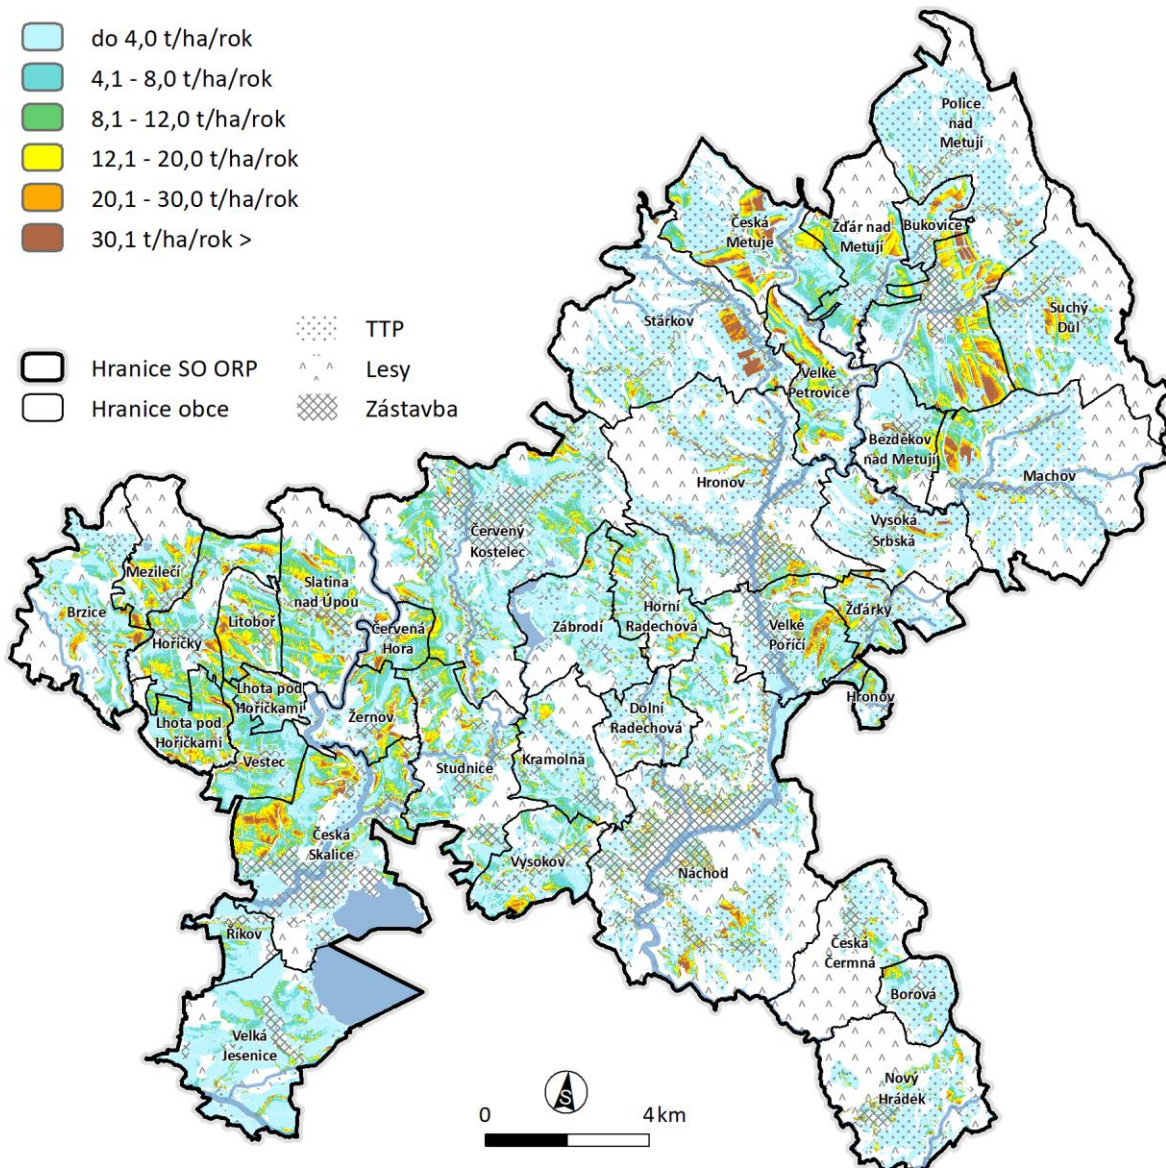 do 4,0 t/ha/rok
4,1 - 8,0 t/ha/rok
8,1 - 12,0 t/ha/rok
12,1 - 20,0 t/ha/rok
20,1 - 30,0 t/ha/rok
30,1 t/ha/rok >
TTP
Hranice SO ORP
Lesy
Hranice obce
Zástavba
Police
nad
Metují
Česká
Metuje
Žďár nad
Metují
Bukovice
Stárkov
Suchý
Důl
Velké
Petrovice
Bezděkov
nad Metují
Machov
Hronov
Vysoká
Srbská
Červený
Kostelec
Mezilečí
Brzice
Hořičky
Litoboř
Slatina
nad Úpou
Červená
Hora
Zábrodí
Horní
Radechová
Velké
Poříčí
Žďárky
Hronov
Lhota pod
Hořičkami
Lhota pod
Hořičkami
Žernov
Dolní
Radechová
Vestec
Studnice
Kramolna
Česká
Skalice
Vysokov
Náchod
Říkov
Česká
Čermná
Borová
Velká
Jesenice
Nový
Hrádek
S
0 4 km